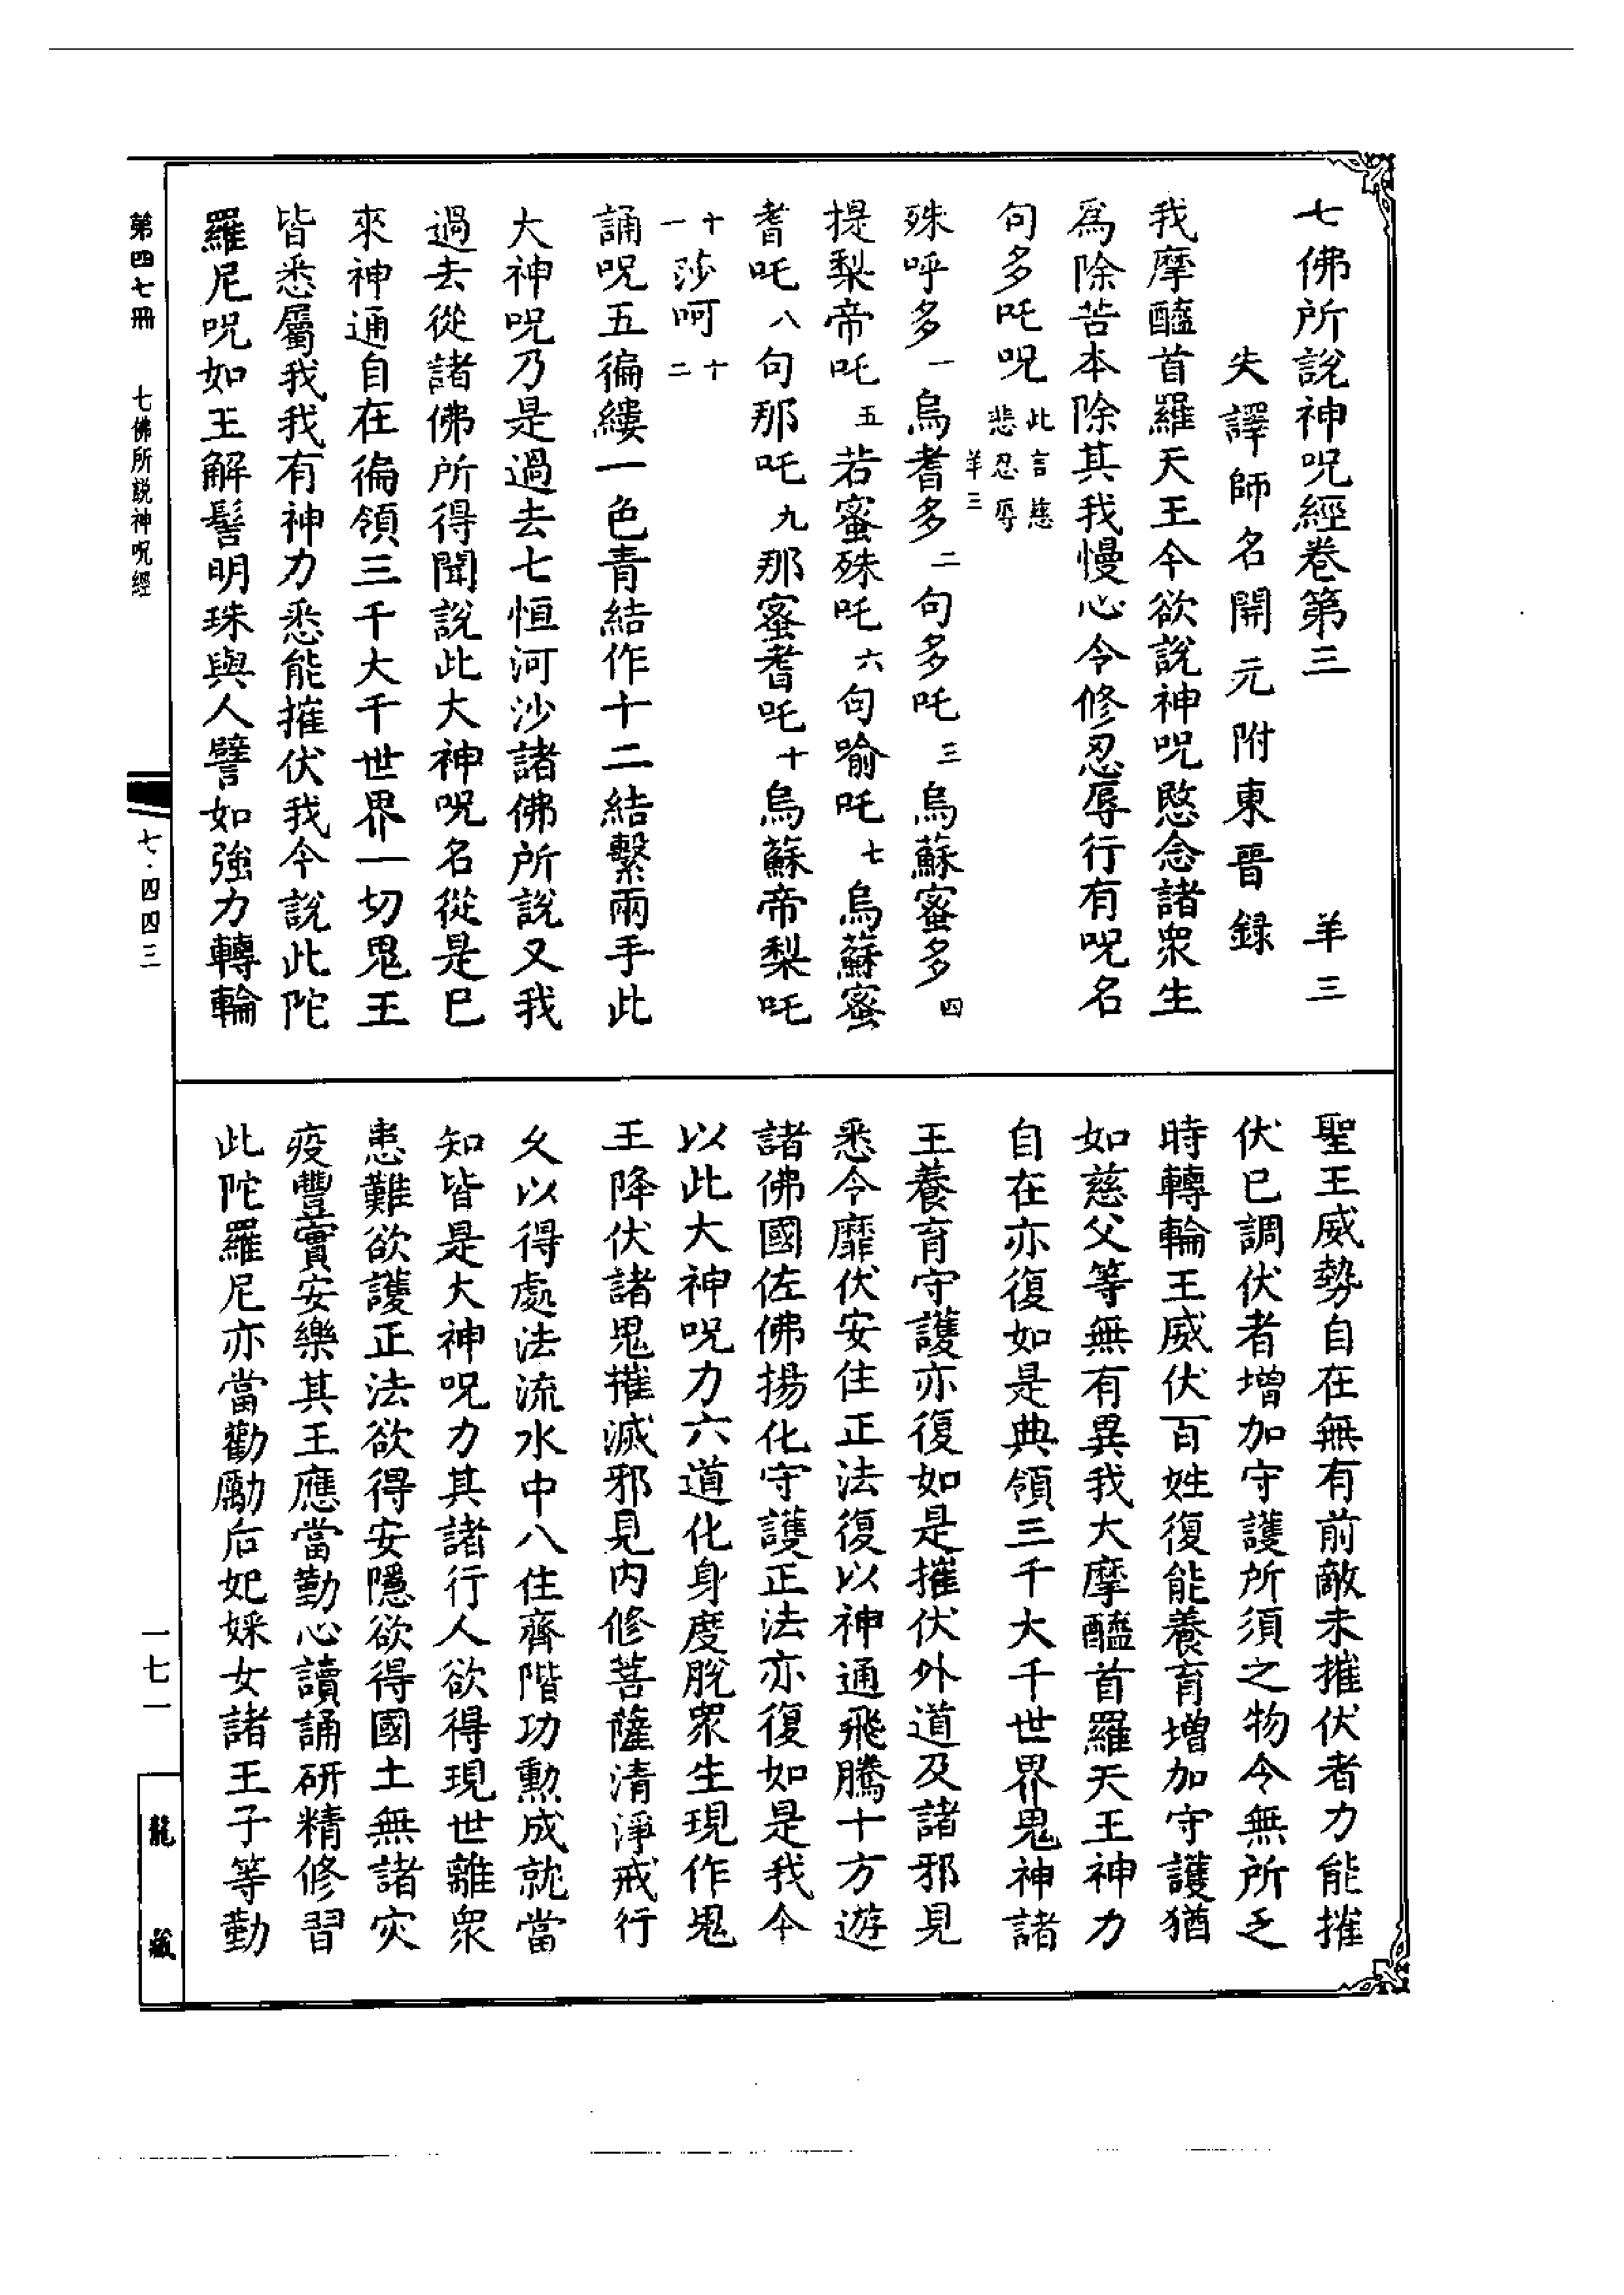 七佛所說神呪經卷第三　羊三
失譯師名開元附東晉録
我摩醯首羅天王今欲說神呪愍念諸衆生
爲除苦本除其我慢心令修忍辱行有呪名
句多吒呪此言慈悲忍辱
羊三
殊呼多一烏耆多二句多吒三烏蘇蜜多四
提梨帝吒五若蜜殊吒六句喻吒七烏蘇蜜
耆吒八句那吒九那蜜耆吒十烏蘇帝梨吒
十一莎呵十二
誦呪五徧縷一色青結作十二結繫兩手此
大神呪乃是過去七恒河沙諸佛所說又我
過去從諸佛所得聞說此大神呪名從是已
來神通自在徧領三千大千世界一切鬼王
皆悉屬我我有神力悉能摧伏我今說此陀
羅尼呪如王解髻明珠與人譬如強力轉輪
聖王威勢自在無有前敵未摧伏者力能摧
伏已調伏者增加守護所須之物令無所乏
時轉輪王威伏百姓復能養育增加守護猶
如慈父等無有異我大摩醯首羅天王神力
自在亦復如是典領三千大千世界鬼神諸
王養育守護亦復如是摧伏外道及諸邪見
悉令靡伏安住正法復以神通飛騰十方遊
諸佛國佐佛揚化守護正法亦復如是我今
以此大神呪力六道化身度脫衆生現作鬼
王降伏諸鬼摧滅邪見内修菩薩清淨戒行
久以得處法流水中八住齊階功勲成就當
知皆是大神呪力其諸行人欲得現世離衆
患難欲護正法欲得安隱欲得國土無諸灾
疫豐實安樂其王應當勤心讀誦研精修習
此陀羅尼亦當勸勵后妃婇女諸王子等勤
第四七冊　七佛所説神呪經
七·四四三
一七一
龍藏